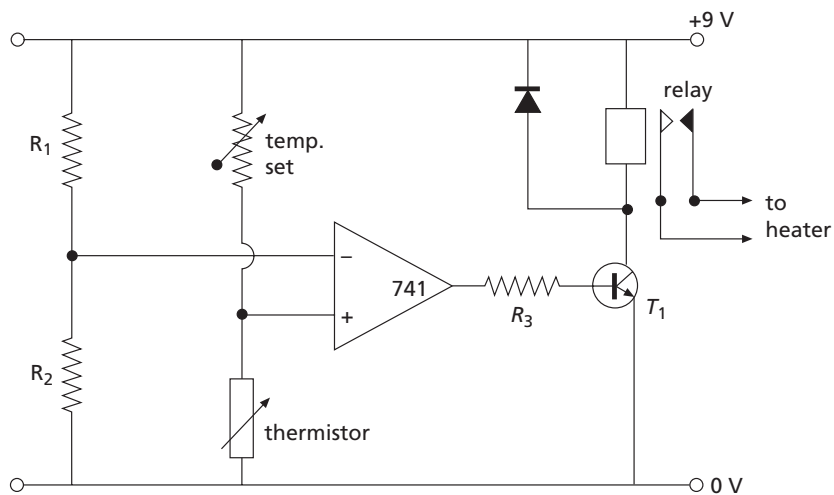 +9 V
relay
R1
temp.
set
to
heater
−
741
+
R3
T1
R2
thermistor
0 V